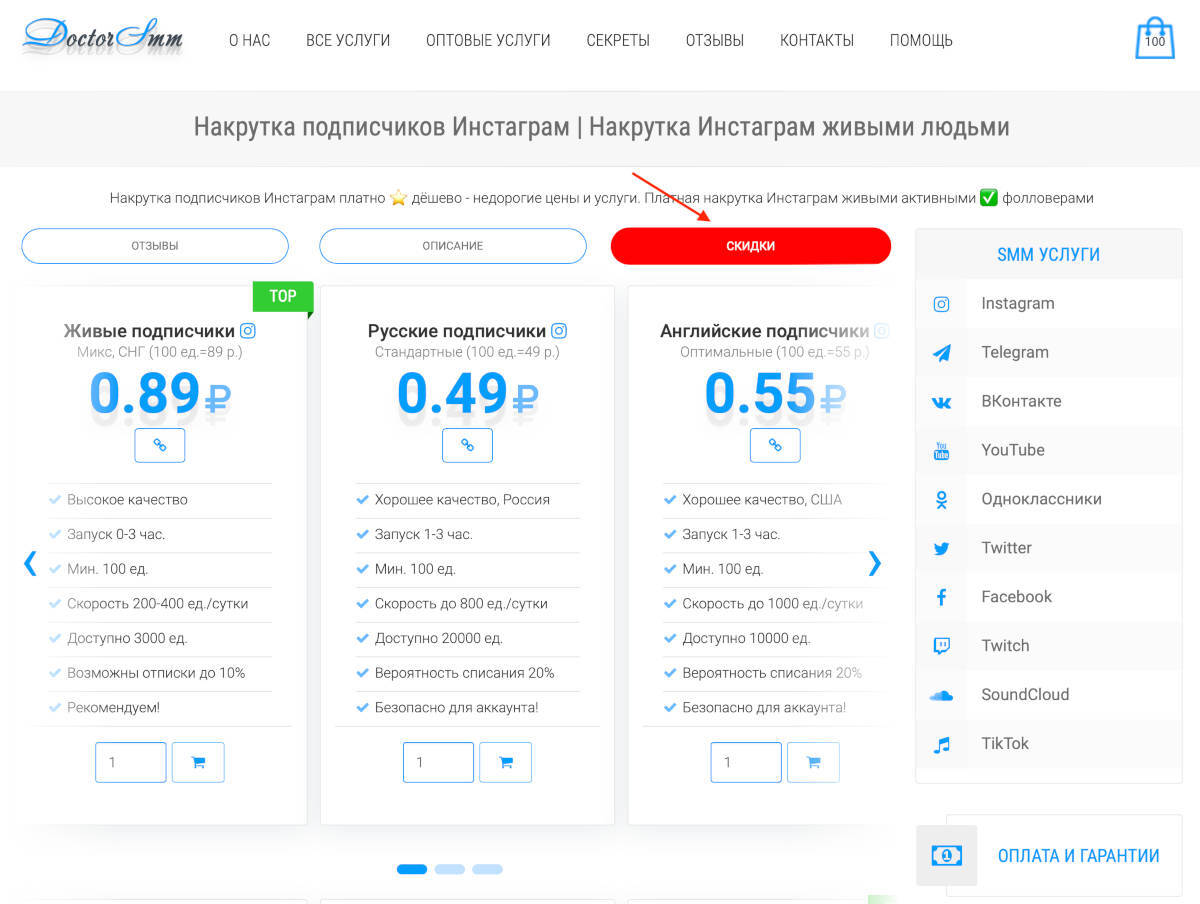 DoctorSmm
О НАС
ВСЕ УСЛУГИ
ОПТОВЫЕ УСЛУГИ
СЕКРЕТЫ
ОТЗЫВЫ
КОНТАКТЫ
ПОМОЩЬ
100
Накрутка подписчиков Инстаграм | Накрутка Инстаграм живыми людьми
Накрутка подписчиков Инстаграм платно ⭐ дёшево - недорогие цены и услуги. Платная накрутка Инстаграм живыми активными ✅ фолловерами
ОТЗЫВЫ
ОПИСАНИЕ
СКИДКИ
TOP
Живые подписчики
Микс, СНГ (100 ед.=89 р.)
0.89₽
Высокое качество
Запуск 0-3 час.
Мин. 100 ед.
Скорость 200-400 ед./сутки
Доступно 3000 ед.
Возможны отписки до 10%
Рекомендуем!
1
Русские подписчики
Стандартные (100 ед.=49 р.)
0.49₽
Хорошее качество, Россия
Запуск 1-3 час.
Мин. 100 ед.
Скорость до 800 ед./сутки
Доступно 20000 ед.
Вероятность списания 20%
Безопасно для аккаунта!
1
Английские подписчики
Оптимальные (100 ед.=55 р.)
0.55₽
Хорошее качество, США
Запуск 1-3 час.
Мин. 100 ед.
Скорость до 1000 ед./сутки
Доступно 10000 ед.
Вероятность списания 20%
Безопасно для аккаунта!
1
SMM УСЛУГИ
Instagram
Telegram
ВКонтакте
You
Tube
YouTube
Одноклассники
Twitter
Facebook
Twitch
SoundCloud
TikTok
1
ОПЛАТА И ГАРАНТИИ